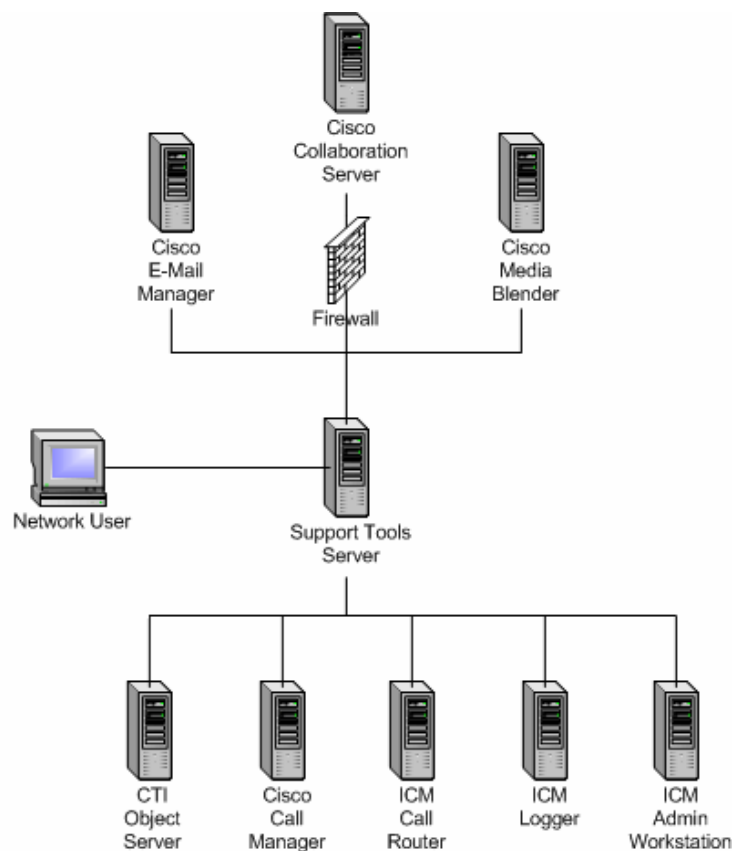 Cisco
Collaboration
Server
Cisco
E-Mail
Manager
Cisco
Media
Blender
Firewall
Network User
Support Tools
Server
CTI
Object
Server
Cisco
Call
Manager
ICM
Call
Router
ICM
Logger
ICM
Admin
Workstation